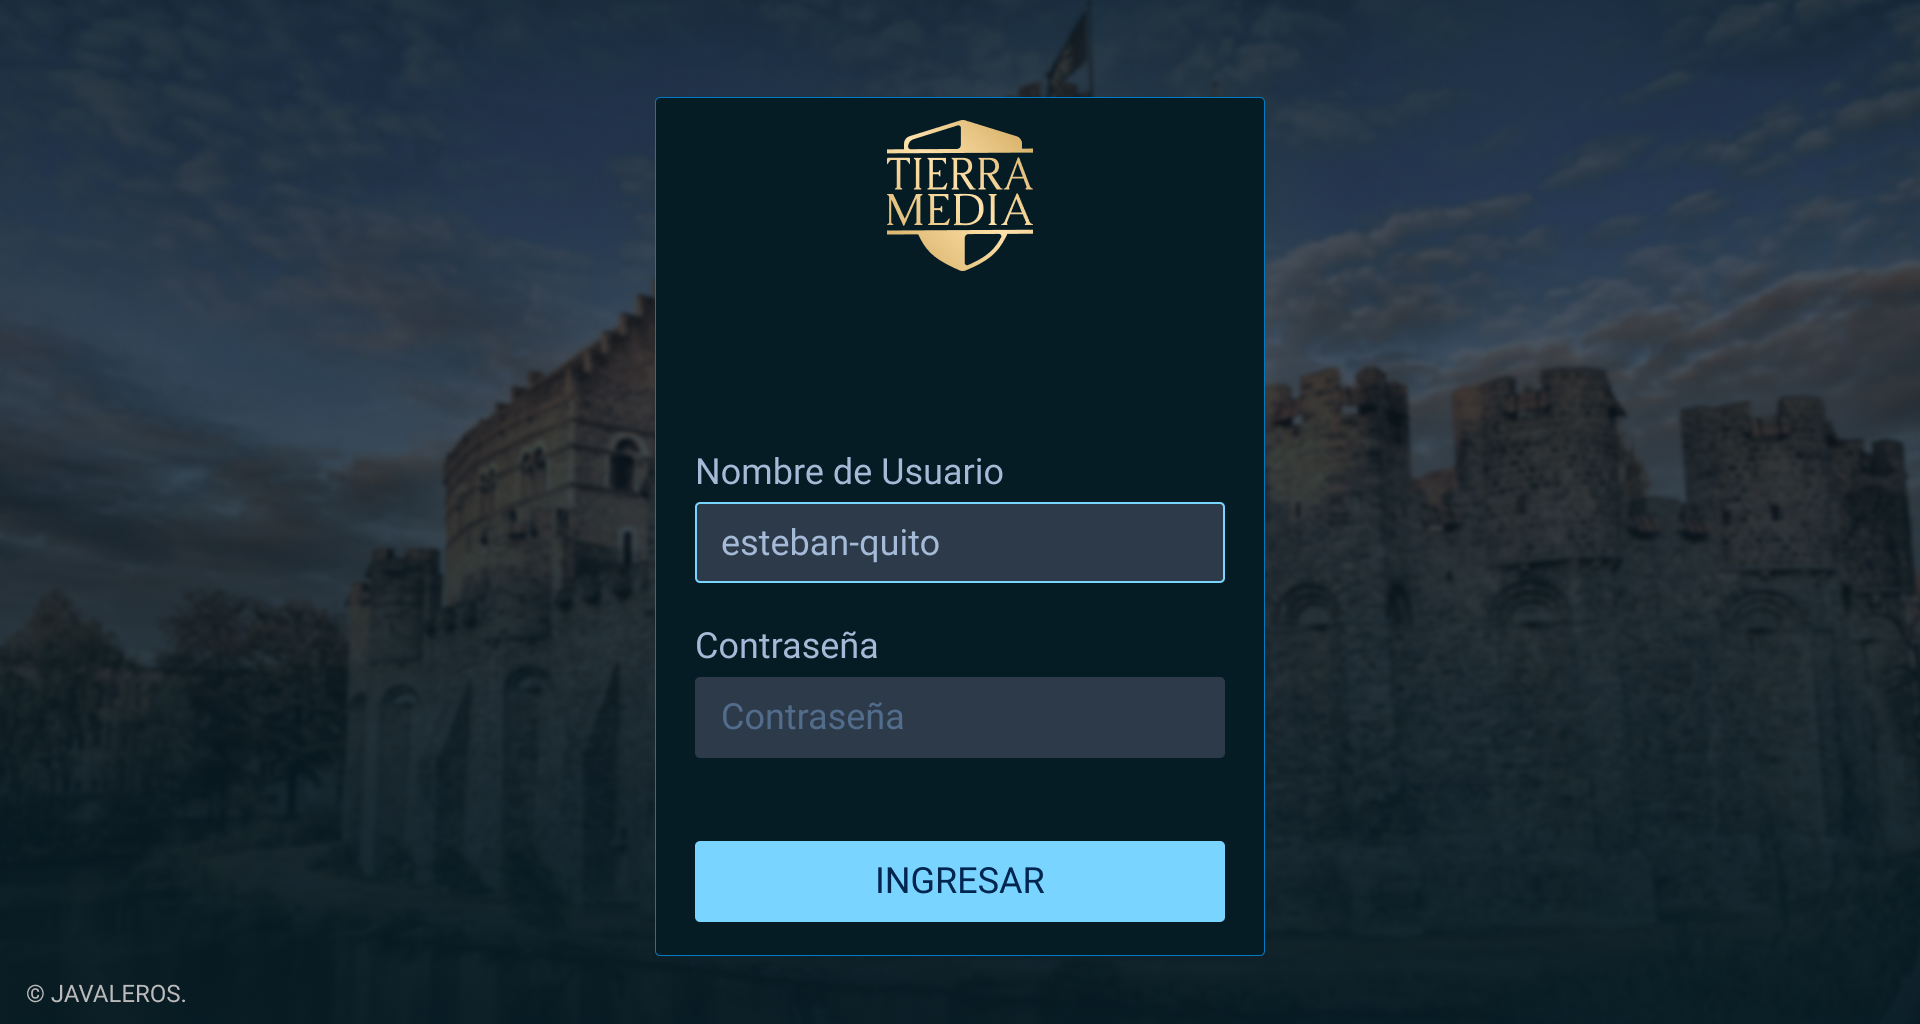 TIERRA
MEDIA
Nombre de Usuario
esteban-quito
Contraseña
Contraseña
INGRESAR
© JAVALEROS.